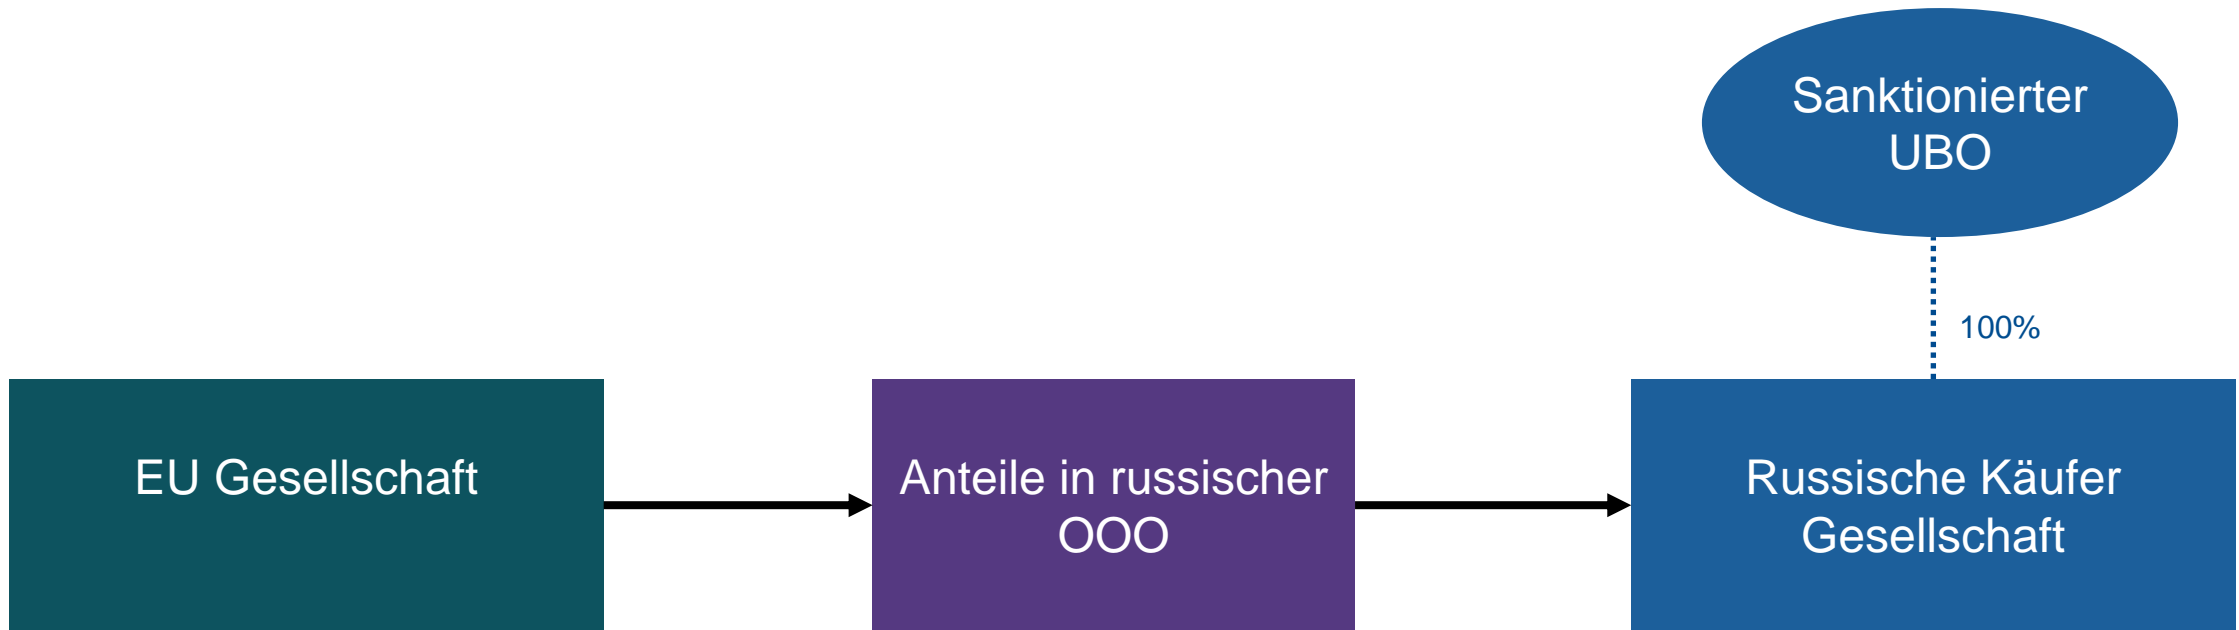 Sanktionierter
UBO
100%
EU Gesellschaft
Anteile in russischer
OOO
Russische Käufer
Gesellschaft